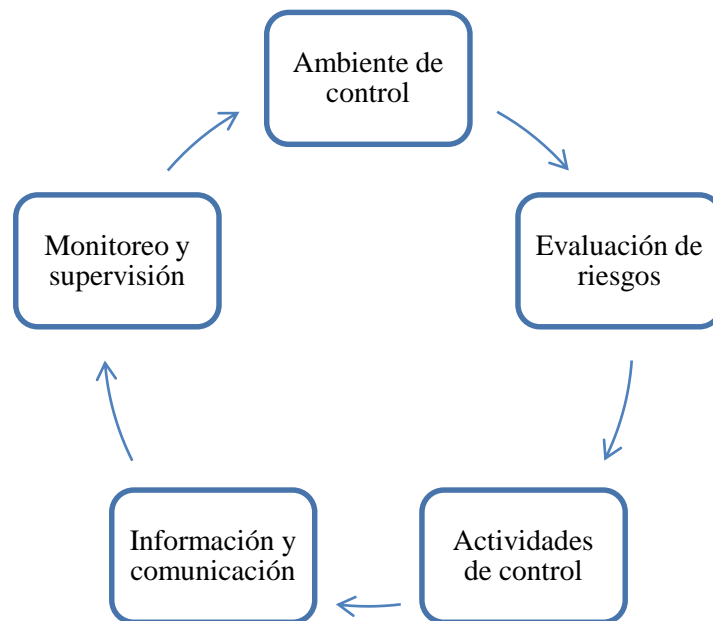 Ambiente de
control
Evaluación de
riesgos
Actividades
de control
Información y
comunicación
Monitoreo y
supervisión